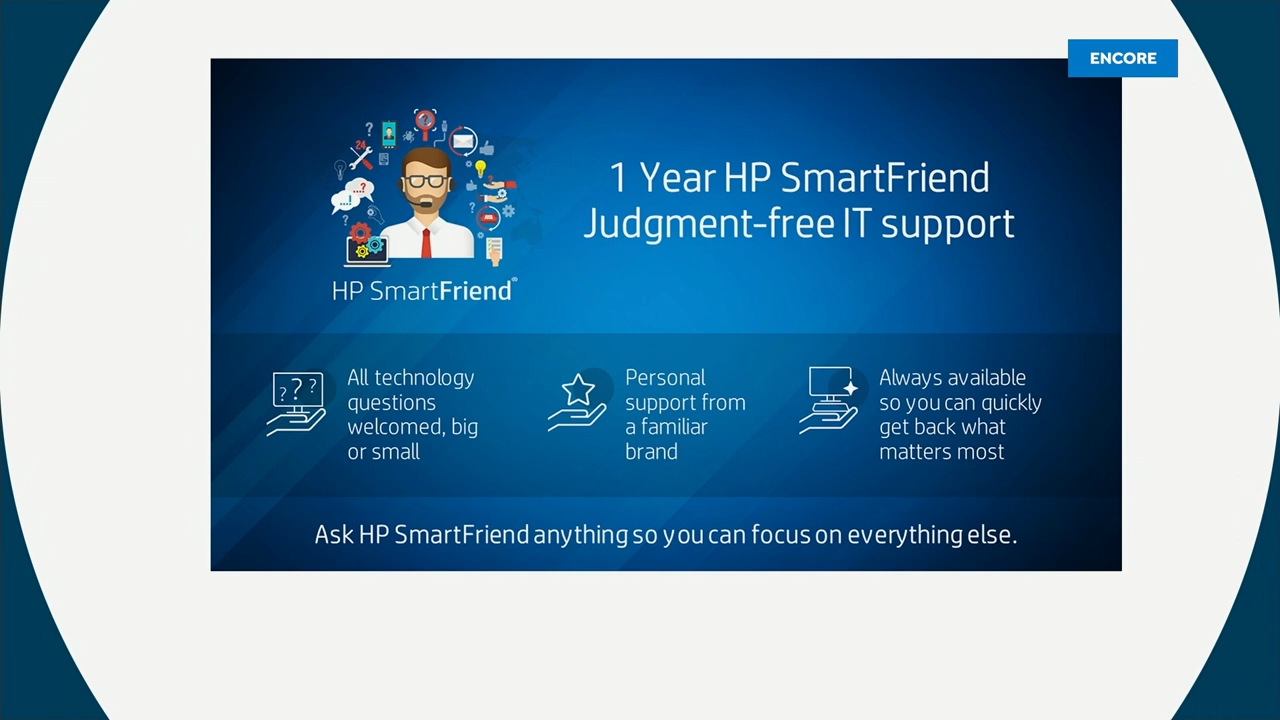 ENCORE
1 Year HP SmartFriend
Judgment-free IT support
24
HP SmartFriend®
All technology
questions
welcomed, big
or small
Personal
support from
a familiar
brand
Always available
so you can quickly
get back what
matters most
Ask HP SmartFriend anything so you can focus on everything else.